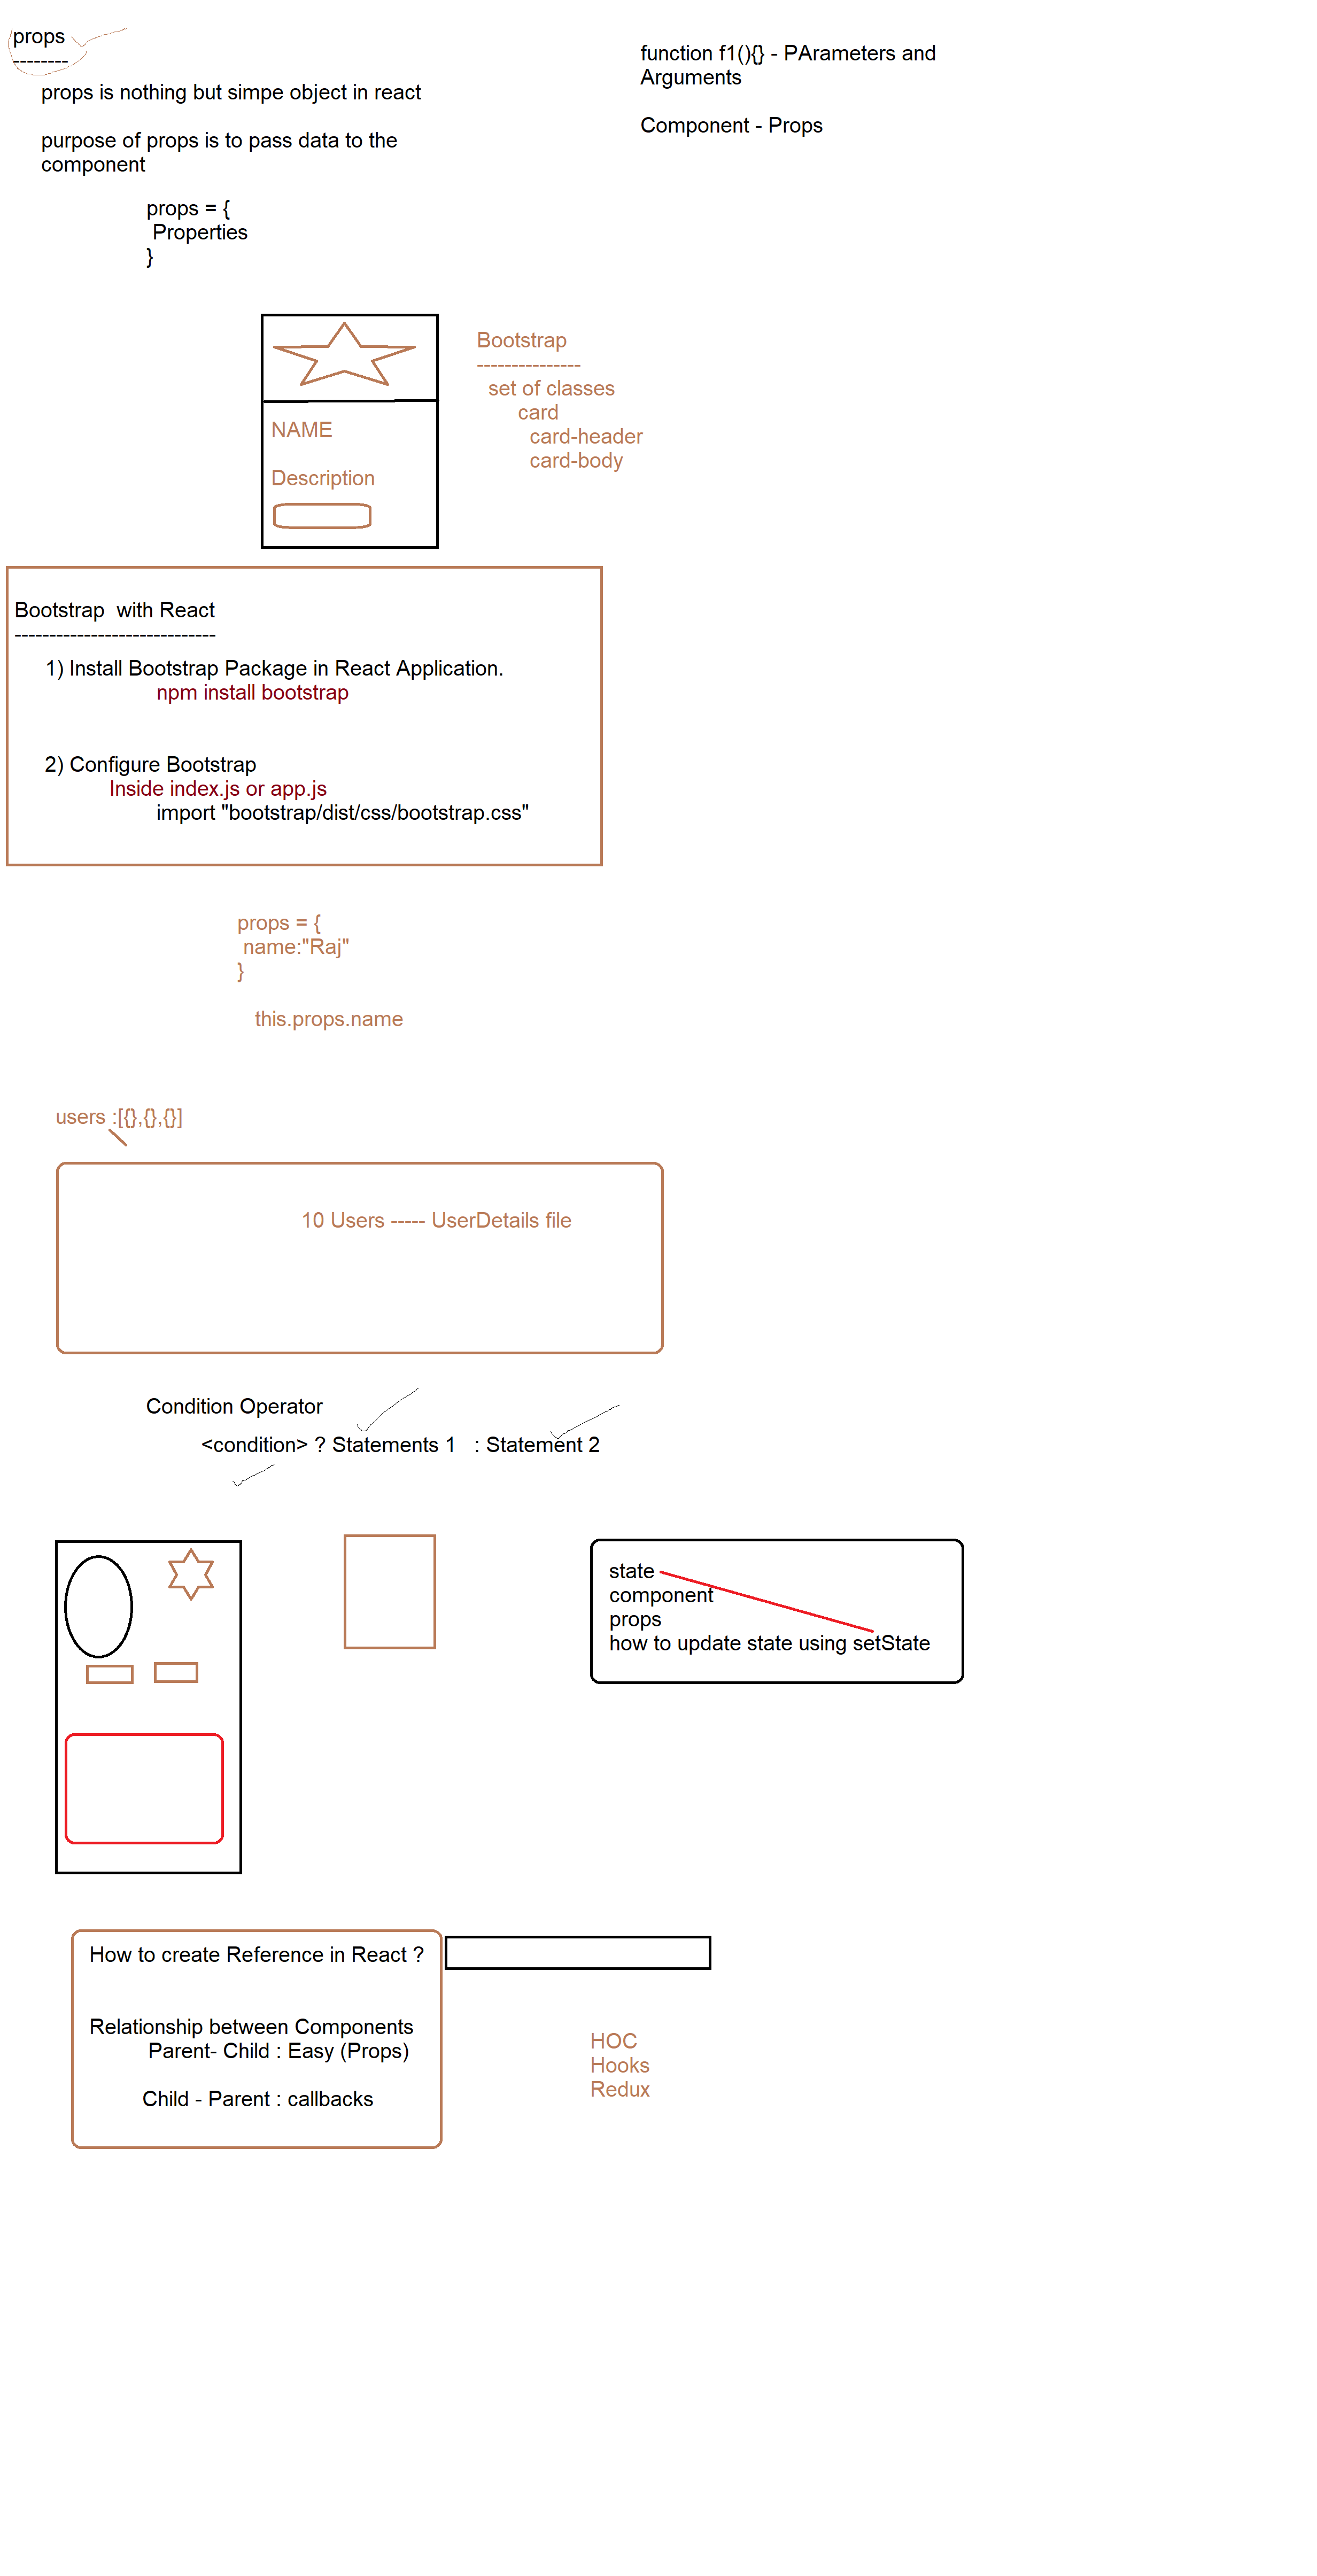 props
--------
props is nothing but simpe object in react
purpose of props is to pass data to the
component
props = {
Properties
}
function f1(){} - PArameters and
Arguments
Component - Props
NAME
Description
Bootstrap
---------------
set of classes
card
card-header
card-body
Bootstrap  with React
-----------------------------
1) Install Bootstrap Package in React Application.
npm install bootstrap
2) Configure Bootstrap
Inside index.js or app.js
import "bootstrap/dist/css/bootstrap.css"
props = {
name:"Raj"
}
this.props.name
users :[{},{},{}]
10 Users ----- UserDetails file
Condition Operator
<condition> ? Statements 1   : Statement 2
state
component
props
how to update state using setState
How to create Reference in React ?
Relationship between Components
Parent- Child : Easy (Props)
Child - Parent : callbacks
HOC
Hooks
Redux